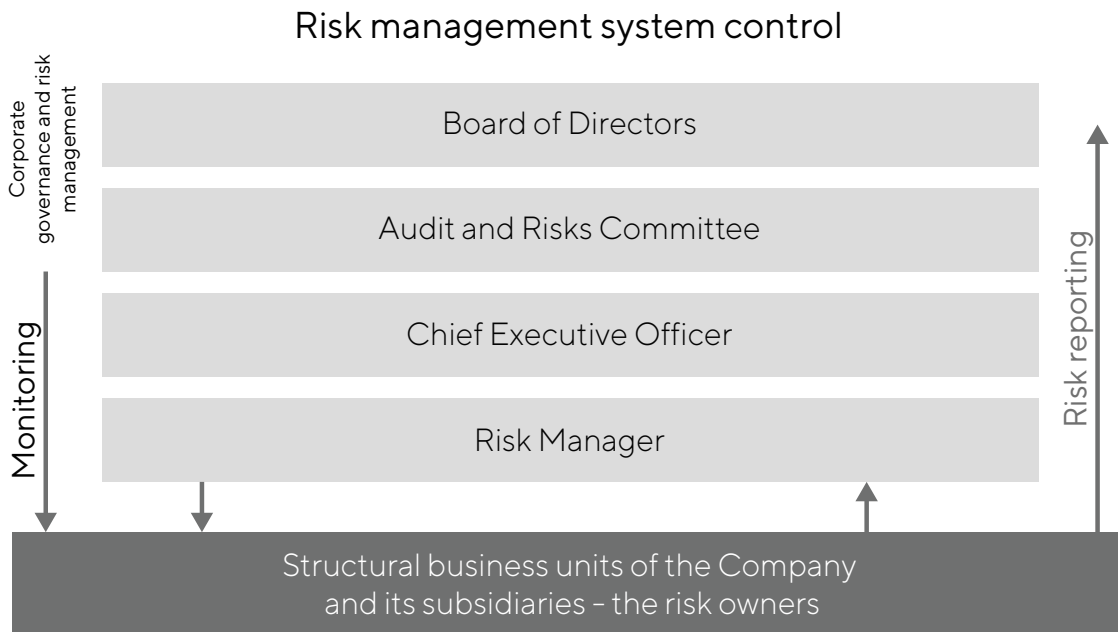 Risk management system control
Corporate
governance and risk
management
Board of Directors
Audit and Risks Committee
Chief Executive Officer
Risk Manager
Monitoring
Risk reporting
Structural business units of the Company
and its subsidiaries – the risk owners